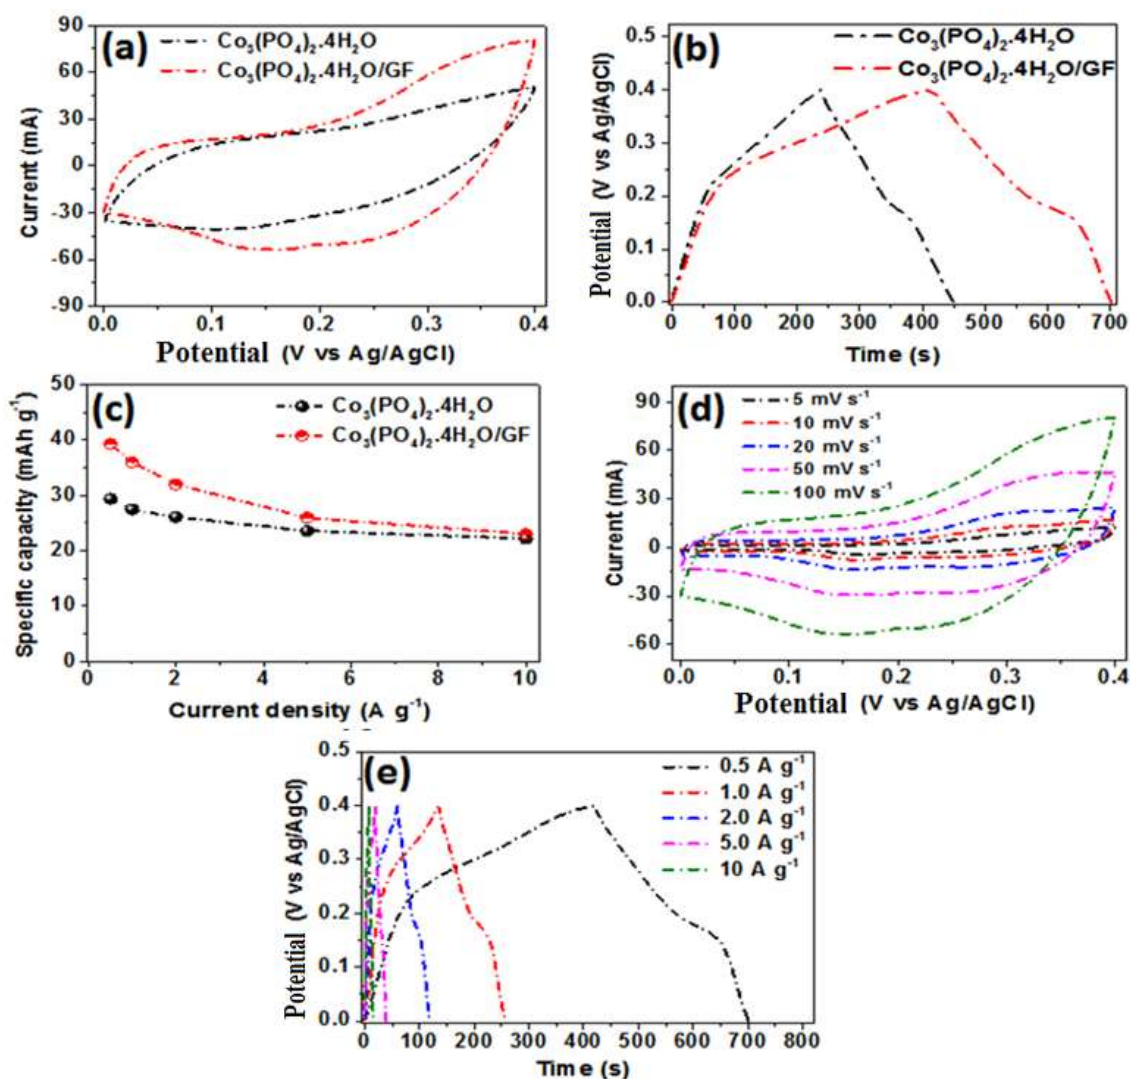 (a)
Co₃(PO₄)₂.4H₂O
Co₃(PO₄)₂.4H₂O/GF
90
60
30
0
-30
-60
-90
Current (mA)
0.0 0.1 0.2 0.3 0.4
Potential (V vs Ag/AgCl)
(b)
Co₃(PO₄)₂.4H₂O
Co₃(PO₄)₂.4H₂O/GF
0.5
0.4
0.3
0.2
0.1
0.0
Potential (V vs Ag/AgCl)
0 100 200 300 400 500 600 700
Time (s)
(c)
Co₃(PO₄)₂.4H₂O
Co₃(PO₄)₂.4H₂O/GF
50
40
30
20
10
0
Specific capacity (mAh g⁻¹)
0 2 4 6 8 10
Current density (A g⁻¹)
(d)
5 mV s⁻¹
10 mV s⁻¹
20 mV s⁻¹
50 mV s⁻¹
100 mV s⁻¹
90
60
30
0
-30
-60
Current (mA)
0.0 0.1 0.2 0.3 0.4
Potential (V vs Ag/AgCl)
(e)
0.5 A g⁻¹
1.0 A g⁻¹
2.0 A g⁻¹
5.0 A g⁻¹
10 A g⁻¹
0.5
0.4
0.3
0.2
0.1
0.0
Potential (V vs Ag/AgCl)
0 100 200 300 400 500 600 700 800
Time (s)